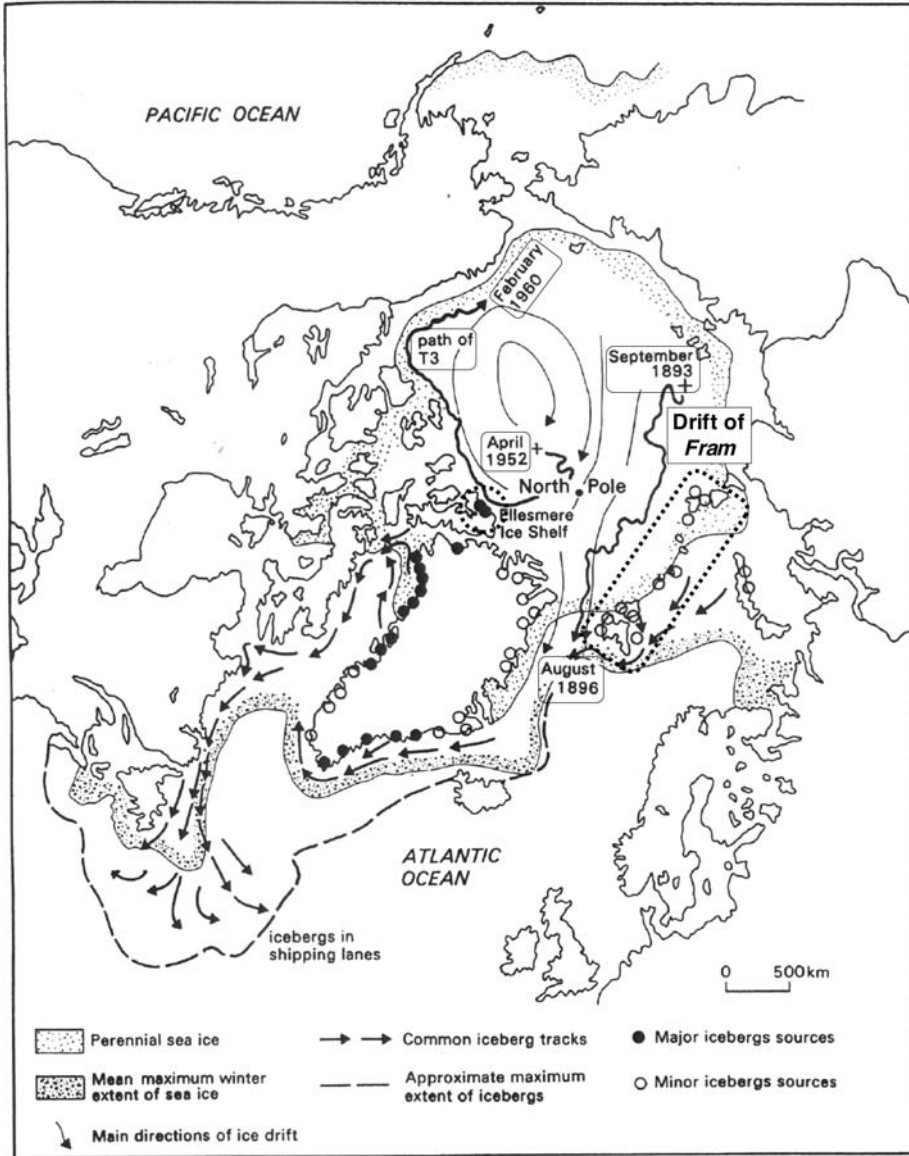 PACIFIC OCEAN
February
1960
path of
T3
September
1893
Drift of
Fram
April
1952
North Pole
Ellesmere
Ice Shelf
August
1896
ATLANTIC
OCEAN
icebergs in
shipping lanes
0 500km
Perennial sea ice
Common iceberg tracks
Major icebergs sources
Mean maximum winter
extent of sea ice
Approximate maximum
extent of icebergs
Minor icebergs sources
Main directions of ice drift